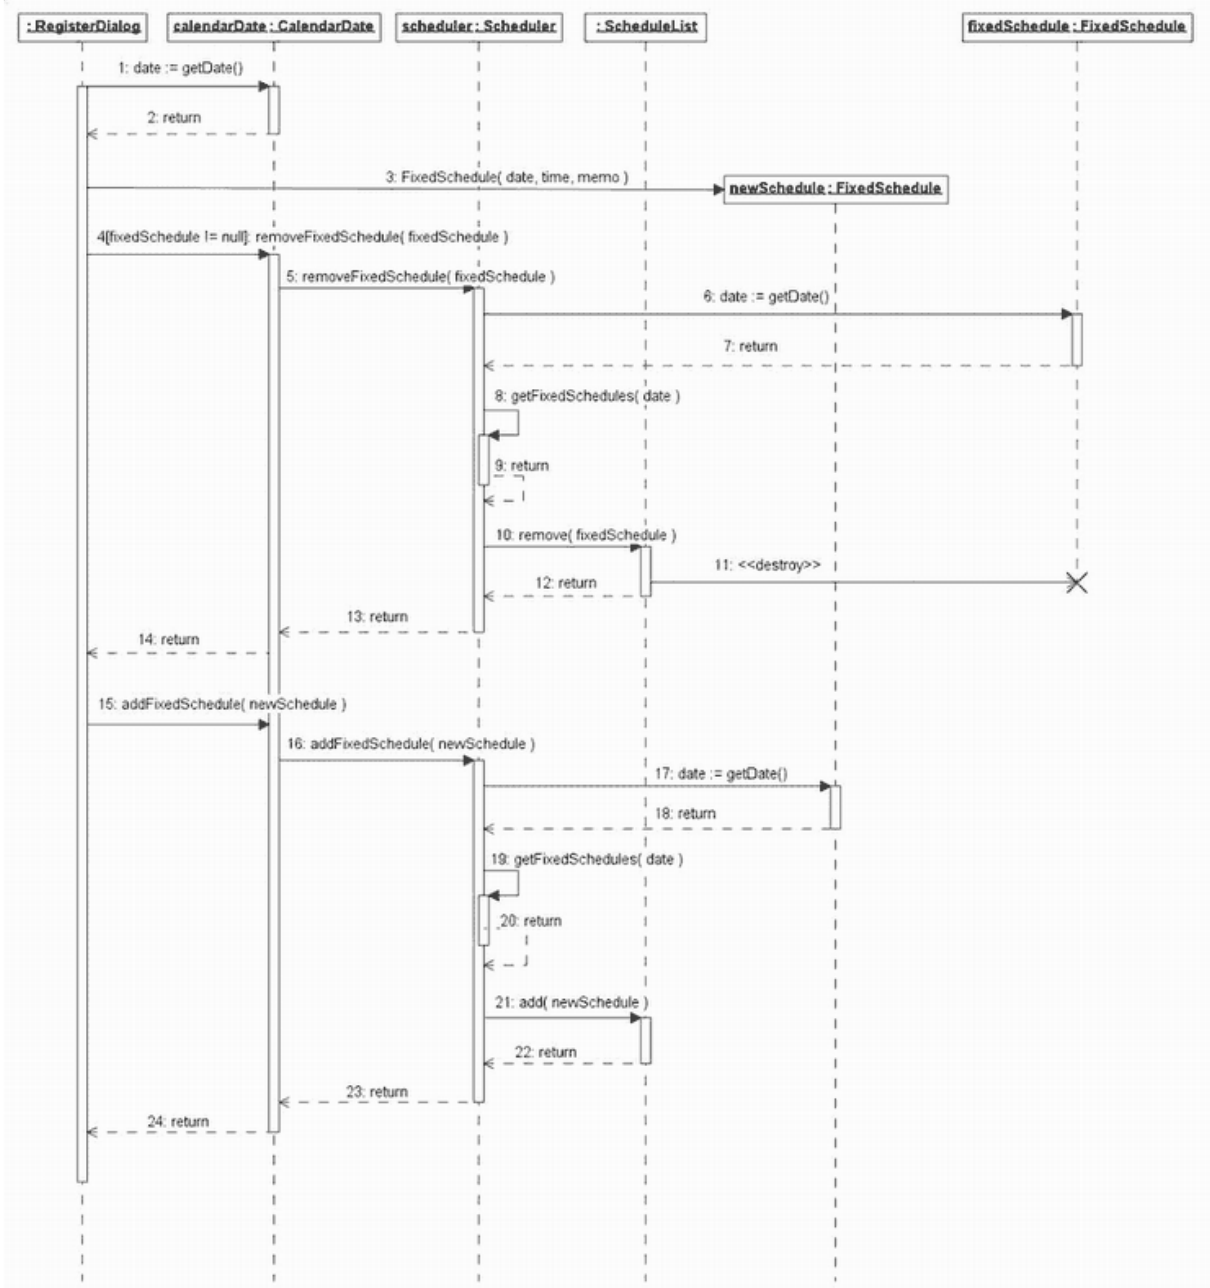 : RegisterDialog
calendarDate : CalendarDate
scheduler : Scheduler
: ScheduleList
fixedSchedule : FixedSchedule
1: date := getDate()
2: return
3: FixedSchedule( date, time, memo )
newSchedule : FixedSchedule
4[fixedSchedule != null]: removeFixedSchedule( fixedSchedule )
5: removeFixedSchedule( fixedSchedule )
6: date := getDate()
7: return
8: getFixedSchedules( date )
9: return
10: remove( fixedSchedule )
11: <<destroy>>
12: return
13: return
14: return
15: addFixedSchedule( newSchedule )
16: addFixedSchedule( newSchedule )
17: date := getDate()
18: return
19: getFixedSchedules( date )
20: return
21: add( newSchedule )
22: return
23: return
24: return